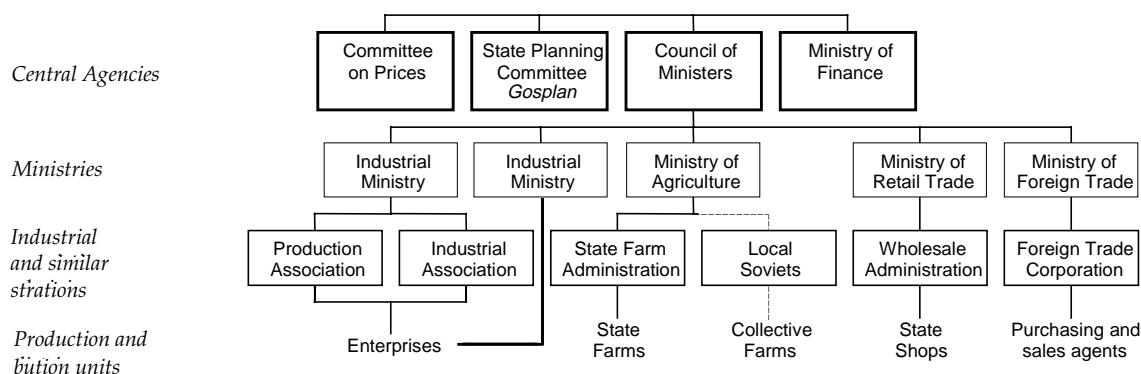 Central Agencies
Committee
on Prices
State Planning
Committee
Gosplan
Council of
Ministers
Ministry of
Finance
Ministries
Industrial
Ministry
Industrial
Ministry
Ministry of
Agriculture
Ministry of
Retail Trade
Ministry of
Foreign Trade
Industrial
and similar
strations
Production
Association
Industrial
Association
State Farm
Administration
Local
Soviets
Wholesale
Administration
Foreign Trade
Corporation
Production and
bution units
Enterprises
State
Farms
Collective
Farms
State
Shops
Purchasing and
sales agents